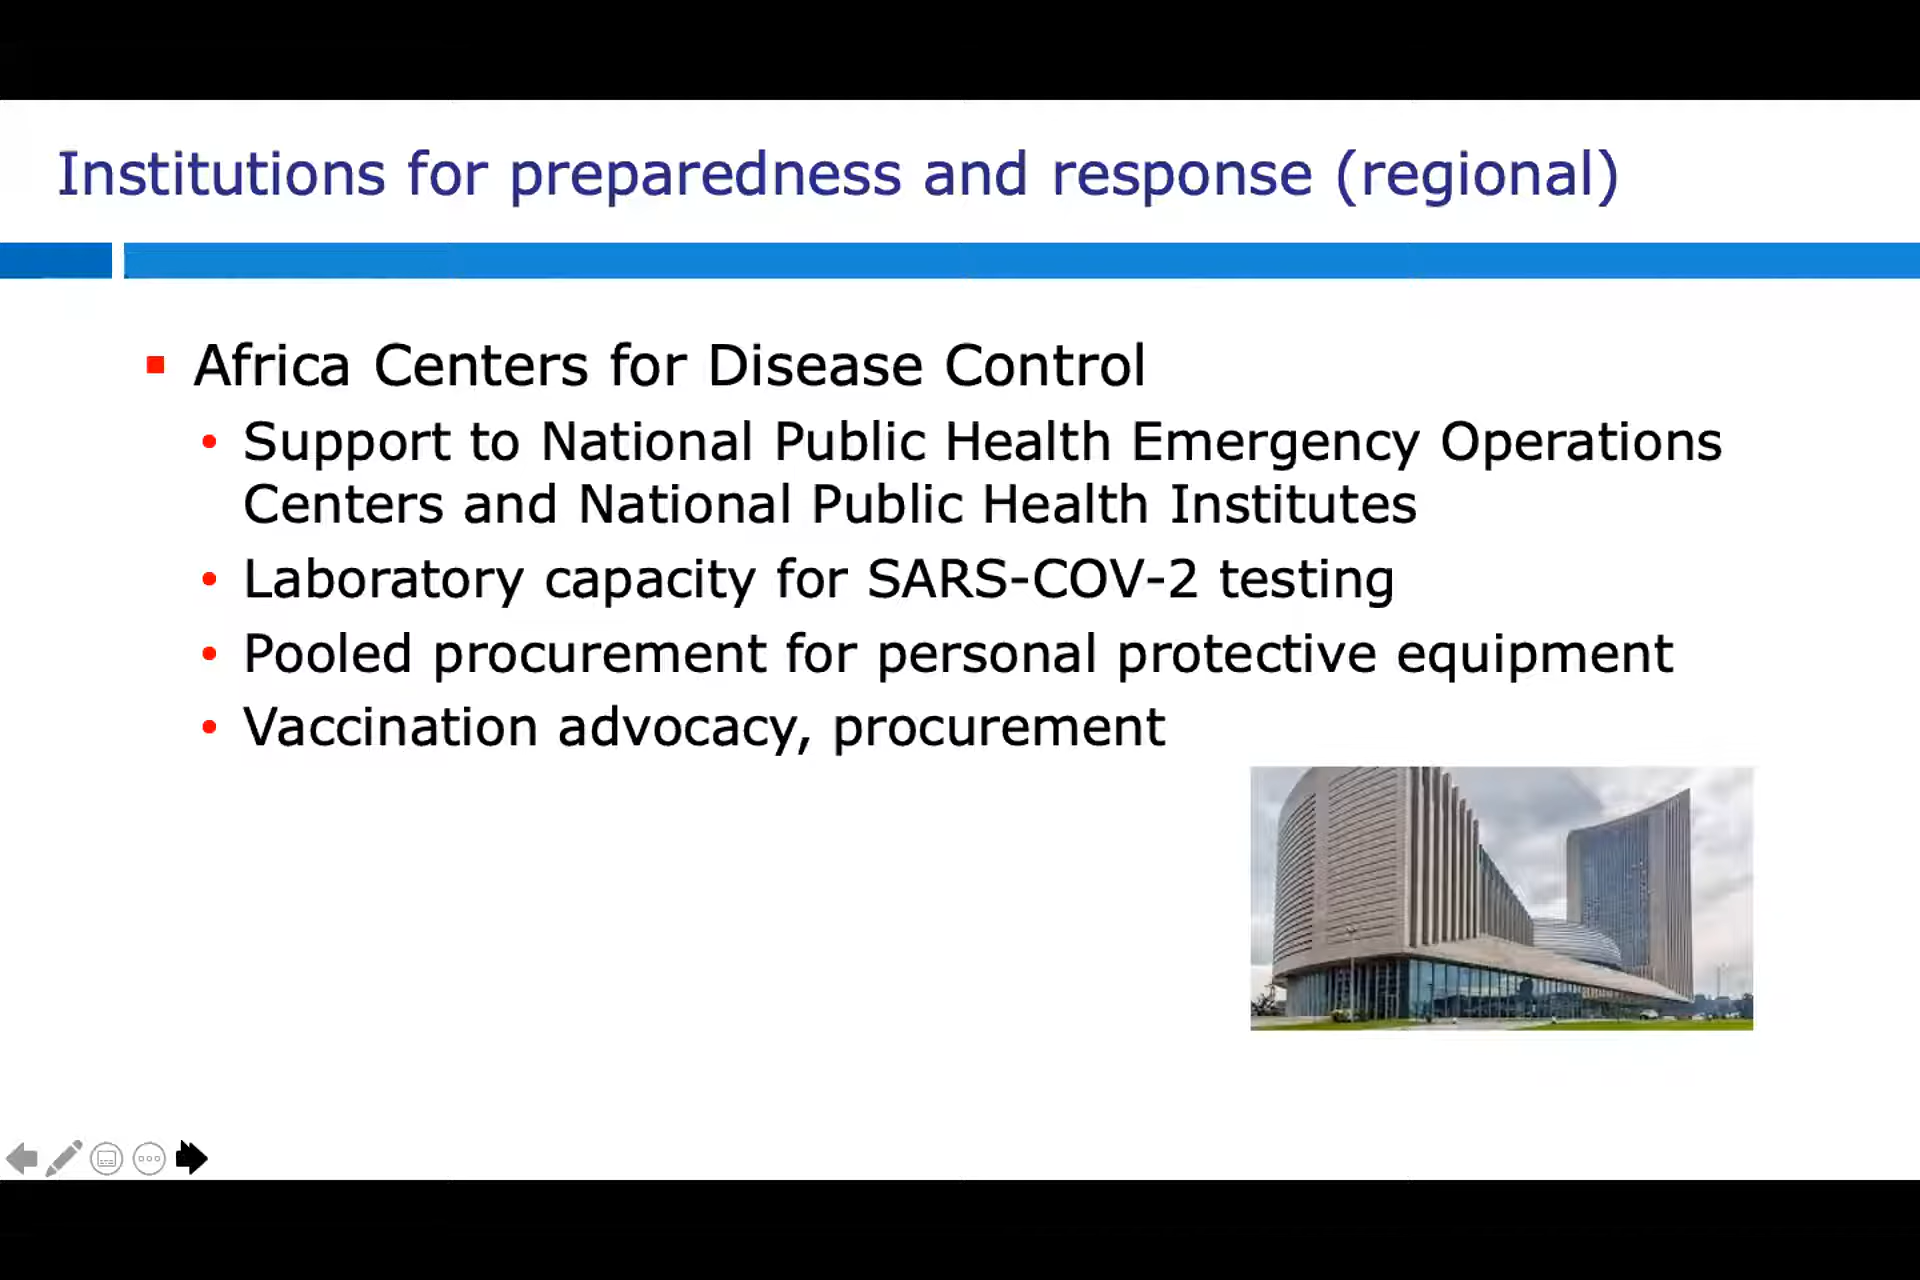 Institutions for preparedness and response (regional)
Africa Centers for Disease Control
Support to National Public Health Emergency Operations
Centers and National Public Health Institutes
Laboratory capacity for SARS-COV-2 testing
Pooled procurement for personal protective equipment
Vaccination advocacy, procurement